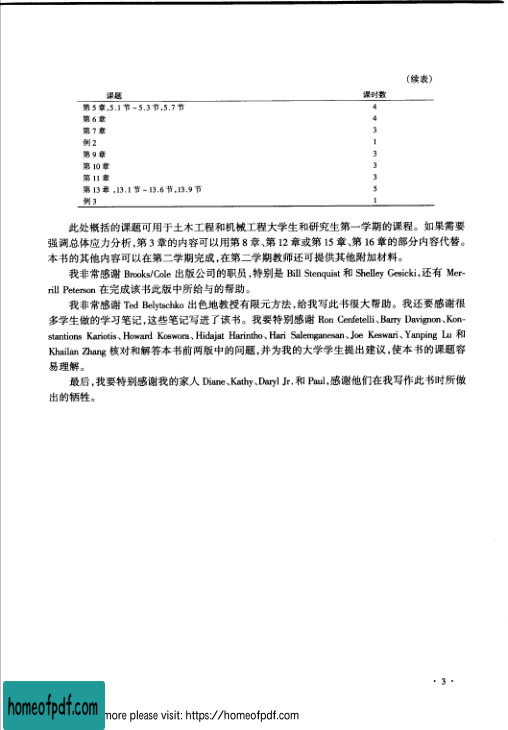 （续表）
课题 课时数
第5章,5.1节~5.3节,5.7节 4
第6章 4
第7章 3
例2 1
第9章 3
第10章 3
第11章 3
第13章,13.1节~13.6节,13.9节 5
例3 1
此处概括的课题可用于土木工程和机械工程大学生和研究生第一学期的课程。如果需要
强调总体应力分析,第3章的内容可以用第8章、第12章或第15章、第16章的部分内容代替。
本书的其他内容可以在第二学期完成,在第二学期教师还可提供其他附加材料。
我非常感谢 Brooks/Cole 出版公司的职员,特别是 Bill Stenquist 和 Shelley Gesicki,还有 Mer-
rill Peterson 在完成该书此版中所给与的帮助。
我非常感谢 Ted Belytschko 出色地教授有限元方法,给我写此书很大帮助。我还要感谢很
多学生做的学习笔记,这些笔记写进了该书。我要特别感谢 Ron Cenfetelli、Barry Davignon、Kon-
stantions Kariotis、Howard Koswora、Hidajat Harintho、Hari Salemganesan、Joe Keswari、Yanping Lu 和
Khailan Zhang 核对和解答本书前两版中的问题,并为我的大学学生提出建议,使本书的课题容
易理解。
最后,我要特别感谢我的家人 Diane、Kathy、Daryl Jr.和 Paul,感谢他们在我写作此书时所做
出的牺牲。
· 3 ·
homeofpdf.com more please visit: https://homeofpdf.com